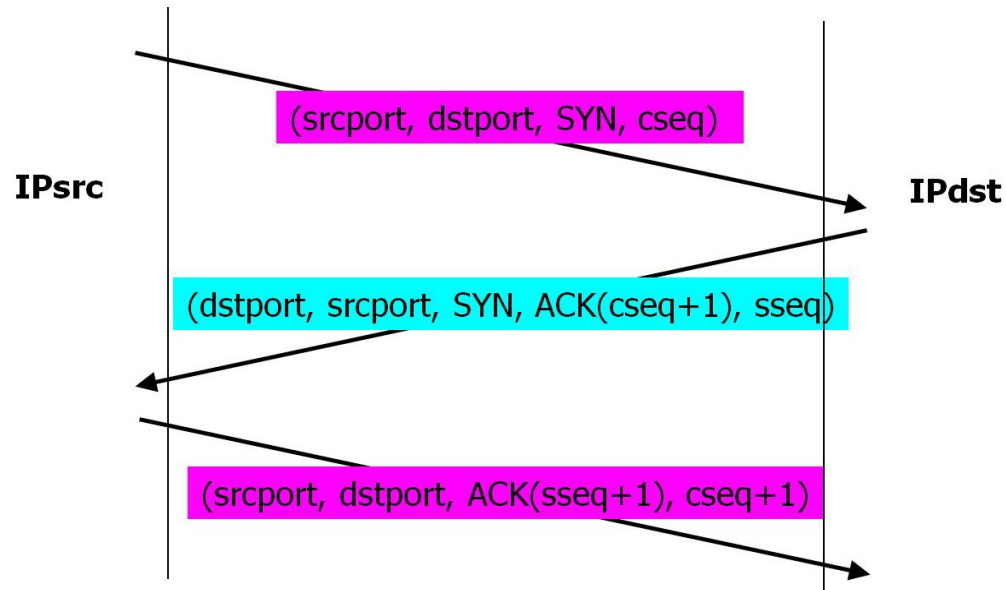 (srcport, dstport, SYN, cseq)
IPsrc
IPdst
(dstport, srcport, SYN, ACK(cseq+1), sseq)
(srcport, dstport, ACK(sseq+1), cseq+1)